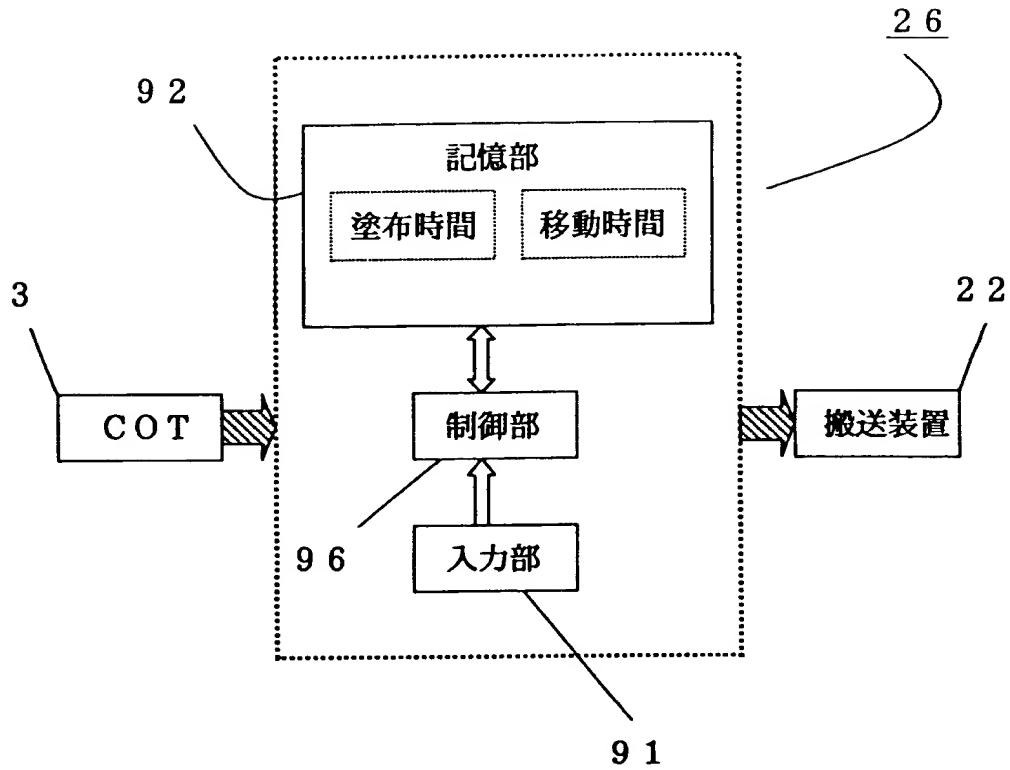 ２６
９２
記憶部
塗布時間
移動時間
３
２２
ＣＯＴ
制御部
搬送装置
９６
入力部
９１